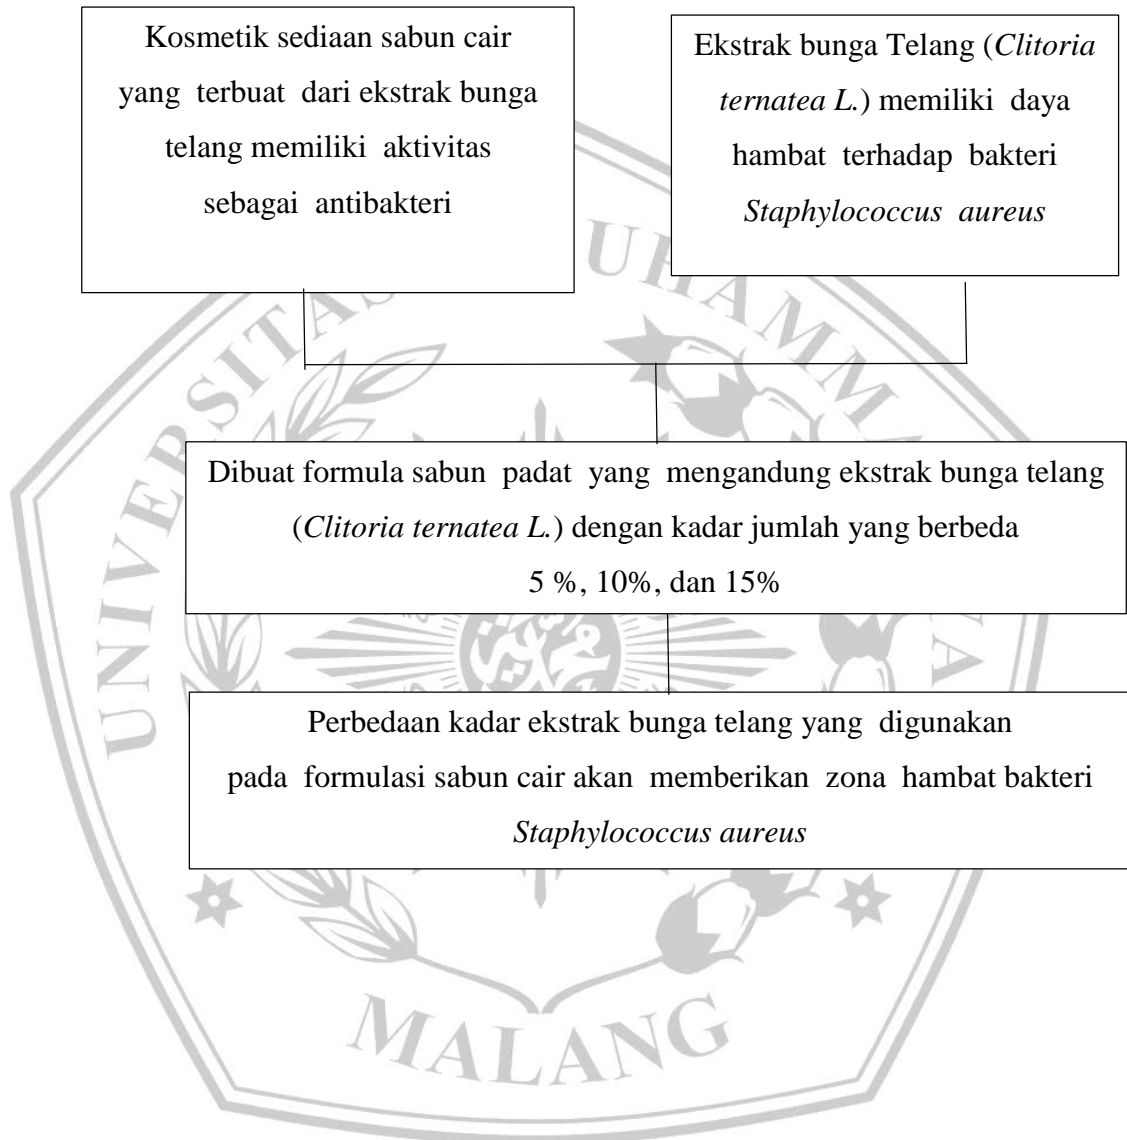 Kosmetik sediaan sabun cair
yang terbuat dari ekstrak bunga
telang memiliki aktivitas
sebagai antibakteri
Ekstrak bunga Telang (Clitoria
ternatea L.) memiliki daya
hambat terhadap bakteri
Staphylococcus aureus
Dibuat formula sabun padat yang mengandung ekstrak bunga telang
(Clitoria ternatea L.) dengan kadar jumlah yang berbeda
5 %, 10%, dan 15%
Perbedaan kadar ekstrak bunga telang yang digunakan
pada formulasi sabun cair akan memberikan zona hambat bakteri
Staphylococcus aureus
MALANG